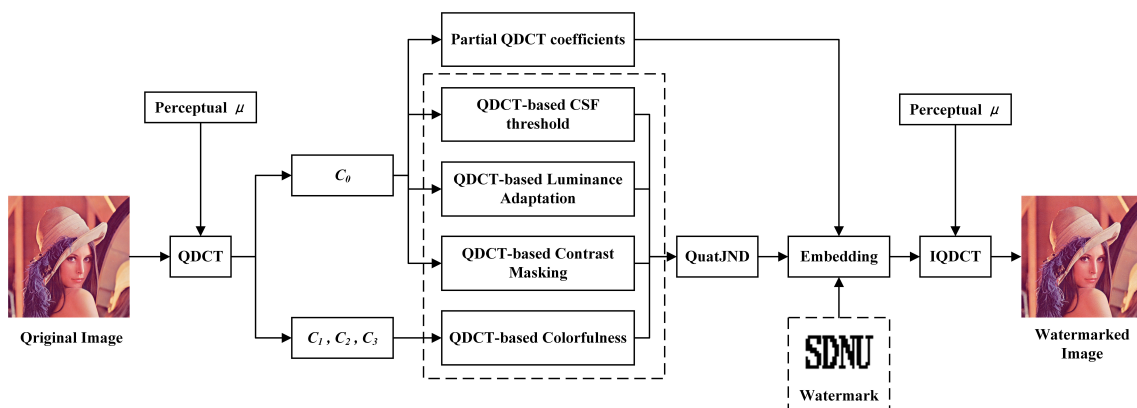 Partial QDCT coefficients
Perceptual μ
QDCT-based CSF
threshold
Perceptual μ
C₀
QDCT-based Luminance
Adaptation
QDCT
QDCT-based Contrast
Masking
QuatJND
Embedding
IQDCT
Qriginal Image
C₁ , C₂ , C₃
QDCT-based Colorfulness
SDNU
Watermark
Watermarked
Image